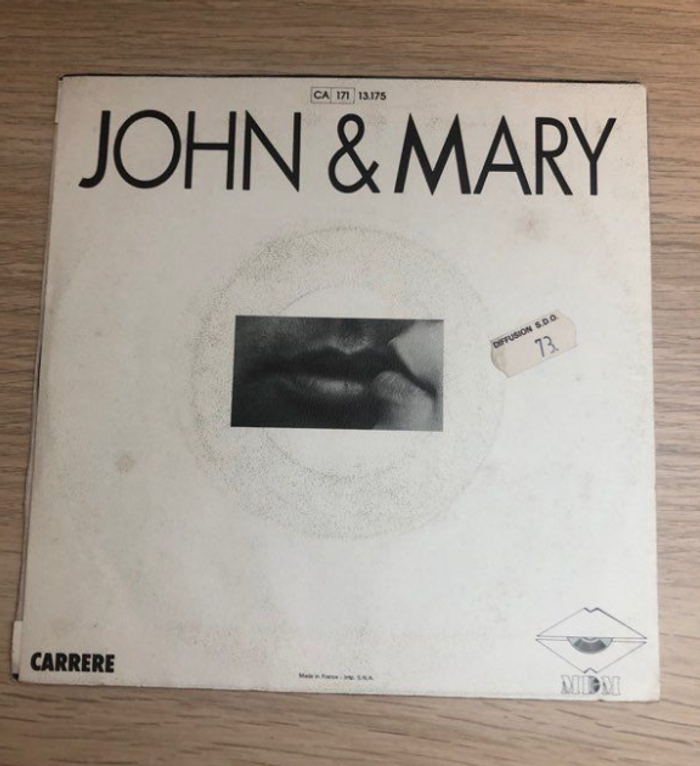 CA 171 13.175
JOHN & MARY
DIFFUSION S.D.O.
73.
CARRERE
Made in France - Imp. S.N.A.
MDM